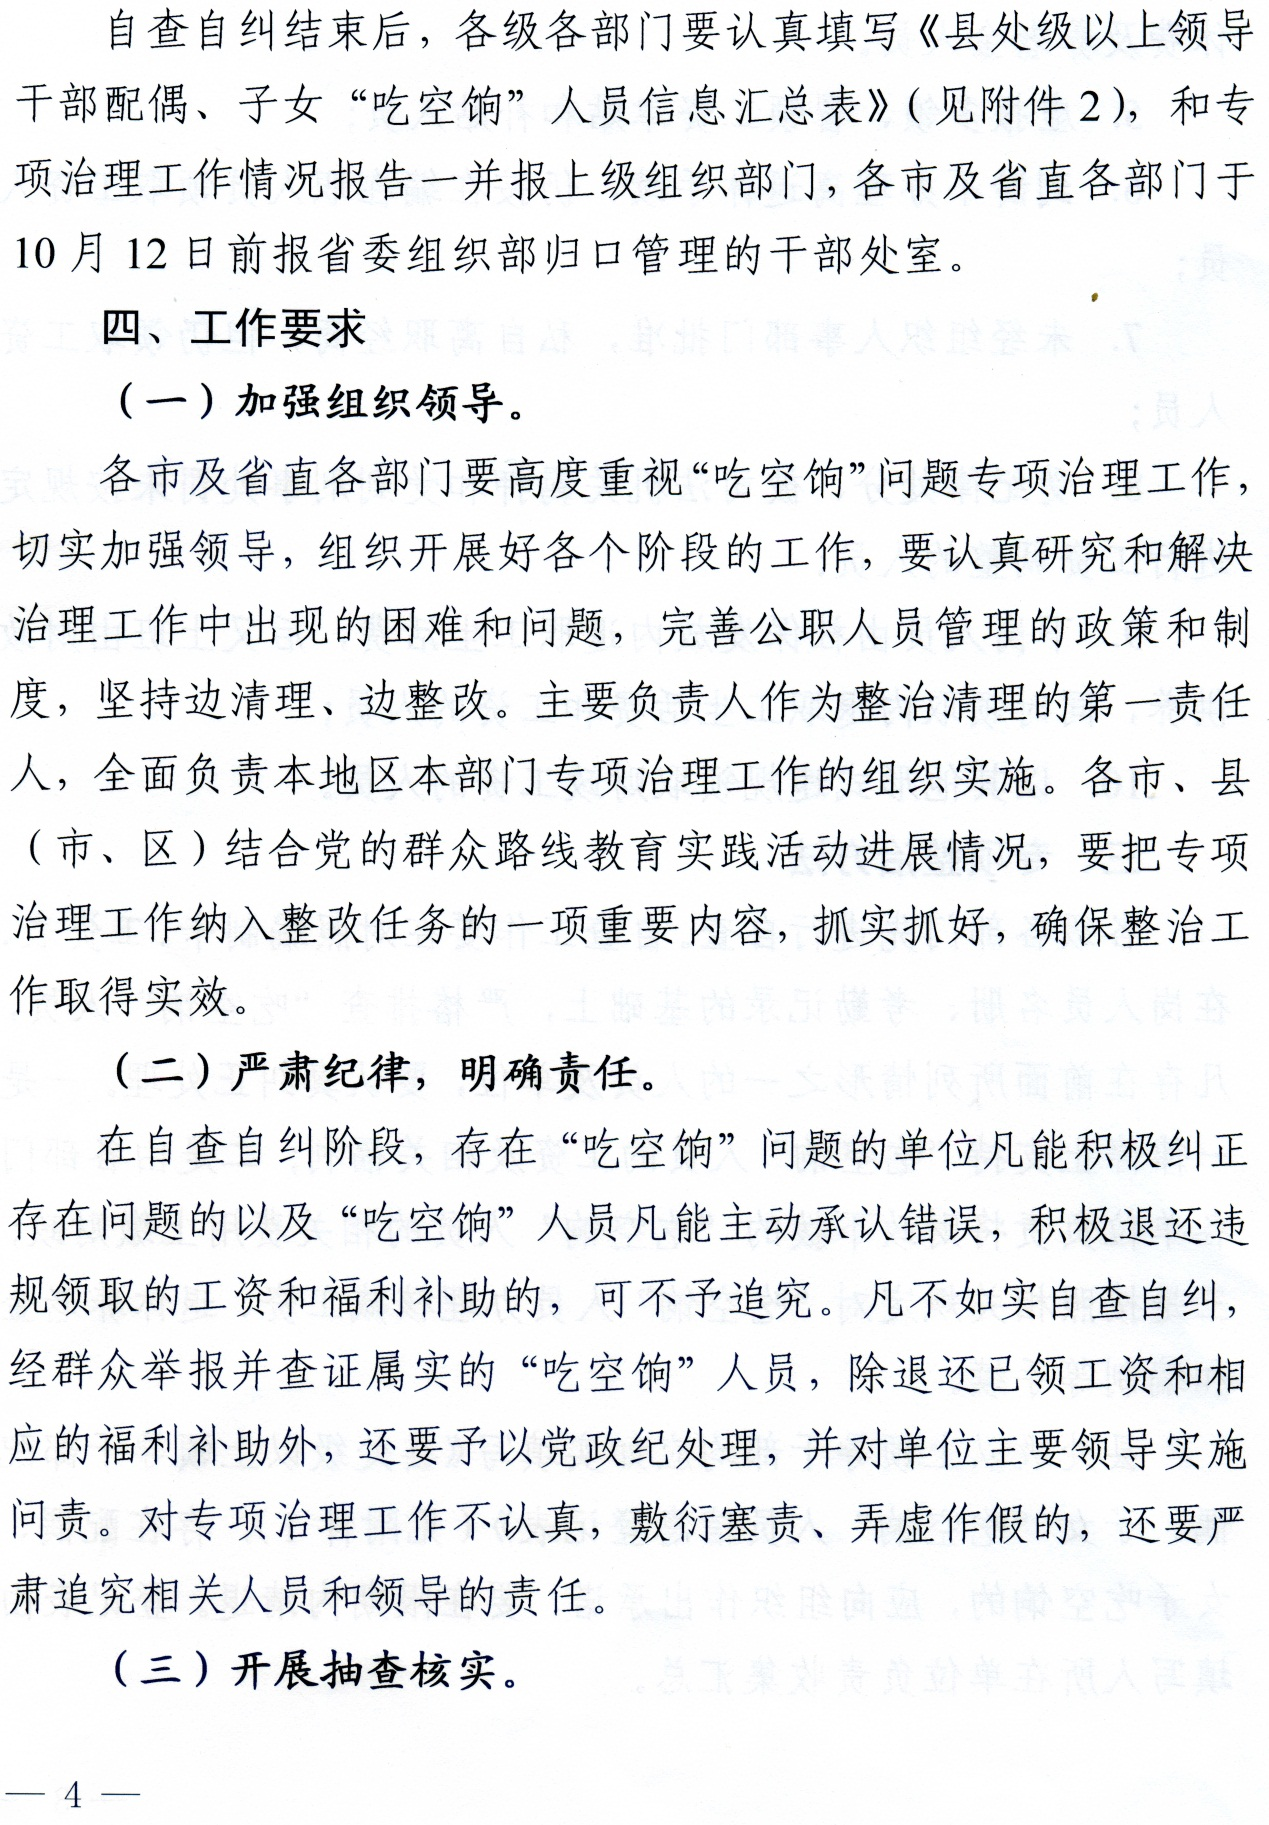 自查自纠结束后，各级各部门要认真填写《县处级以上领导
干部配偶、子女“吃空饷”人员信息汇总表》（见附件2），和专
项治理工作情况报告一并报上级组织部门，各市及省直各部门于
10月12日前报省委组织部归口管理的干部处室。
四、工作要求
（一）加强组织领导。
各市及省直各部门要高度重视“吃空饷”问题专项治理工作，
切实加强领导，组织开展好各个阶段的工作，要认真研究和解决
治理工作中出现的困难和问题，完善公职人员管理的政策和制
度，坚持边清理、边整改。主要负责人作为整治清理的第一责任
人，全面负责本地区本部门专项治理工作的组织实施。各市、县
（市、区）结合党的群众路线教育实践活动进展情况，要把专项
治理工作纳入整改任务的一项重要内容，抓实抓好，确保整治工
作取得实效。
（二）严肃纪律，明确责任。
在自查自纠阶段，存在“吃空饷”问题的单位凡能积极纠正
存在问题的以及“吃空饷”人员凡能主动承认错误，积极退还违
规领取的工资和福利补助的，可不予追究。凡不如实自查自纠，
经群众举报并查证属实的“吃空饷”人员，除退还已领工资和相
应的福利补助外，还要予以党政纪处理，并对单位主要领导实施
问责。对专项治理工作不认真，敷衍塞责、弄虚作假的，还要严
肃追究相关人员和领导的责任。
（三）开展抽查核实。
— 4 —